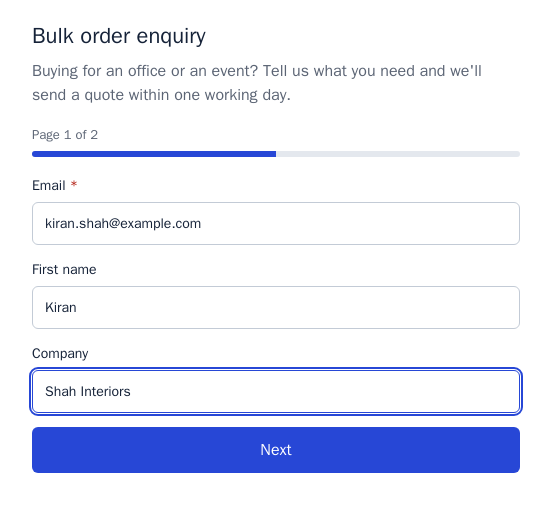 Bulk order enquiry
Buying for an office or an event? Tell us what you need and we'll
send a quote within one working day.
Page 1 of 2
Email *
kiran.shah@example.com
First name
Kiran
Company
Shah Interiors
Next